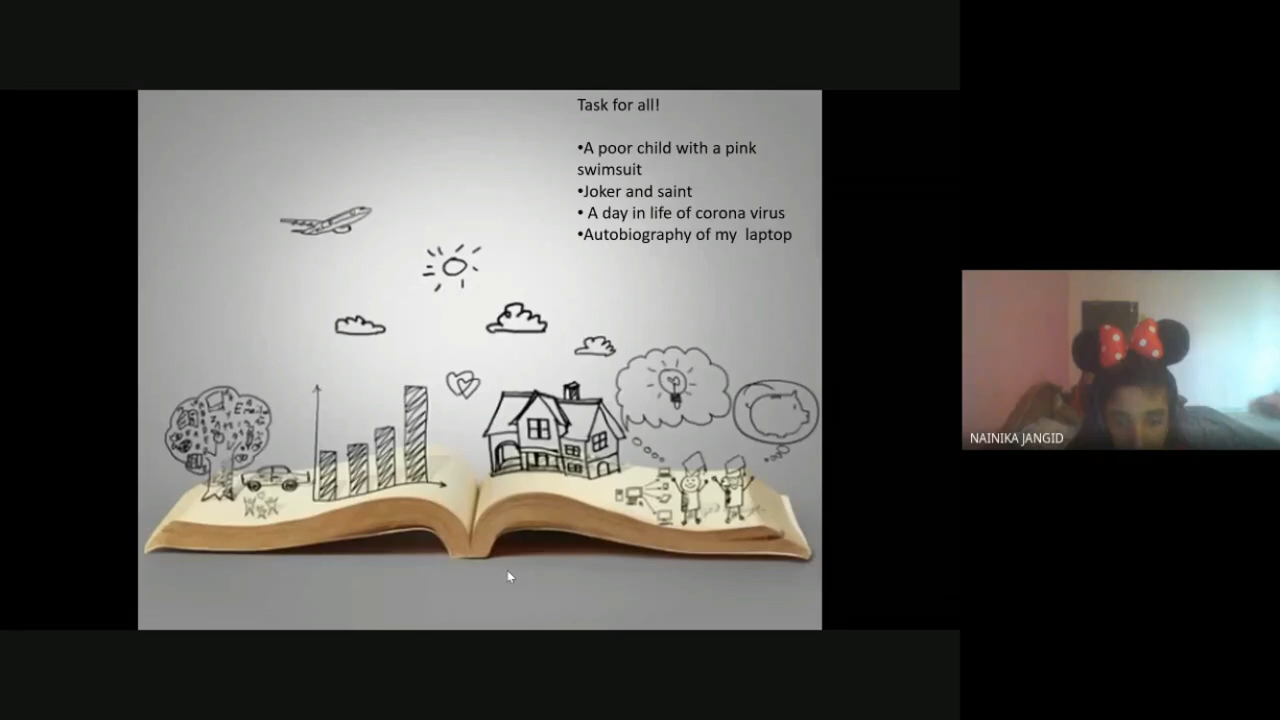 Task for all!
•A poor child with a pink
swimsuit
•Joker and saint
• A day in life of corona virus
•Autobiography of my  laptop
NAINIKA JANGID